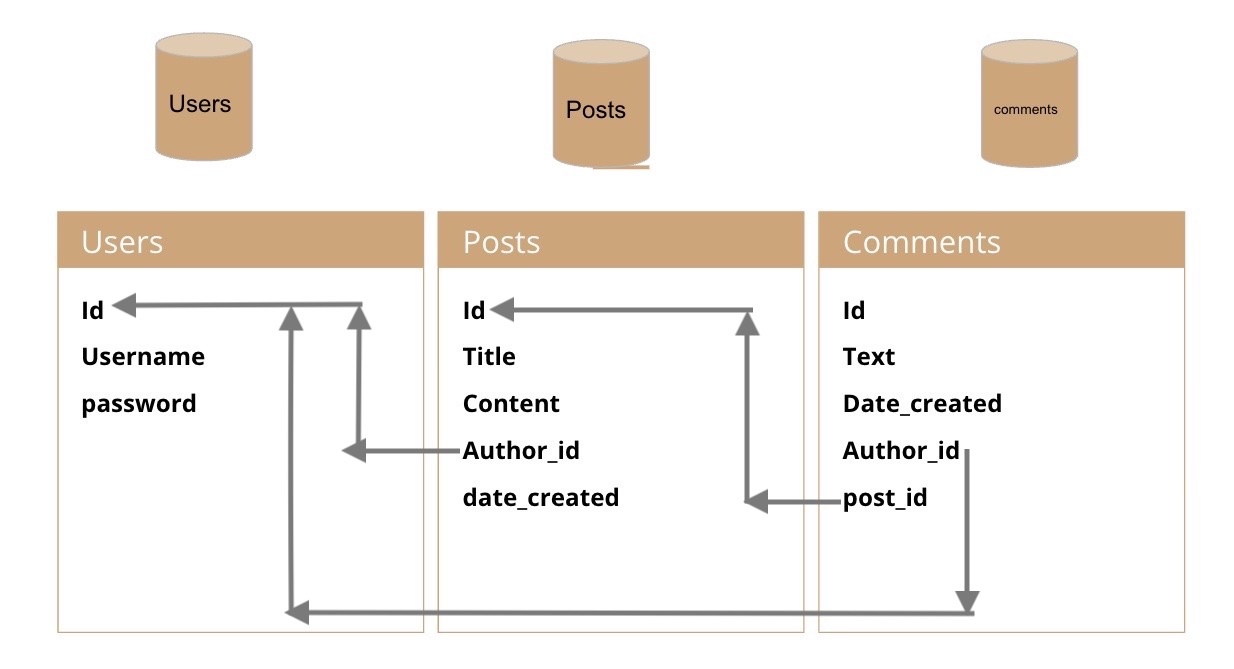 Users
Posts
comments
Users
Id
Username
password
Posts
Id
Title
Content
Author_id
date_created
Comments
Id
Text
Date_created
Author_id
post_id